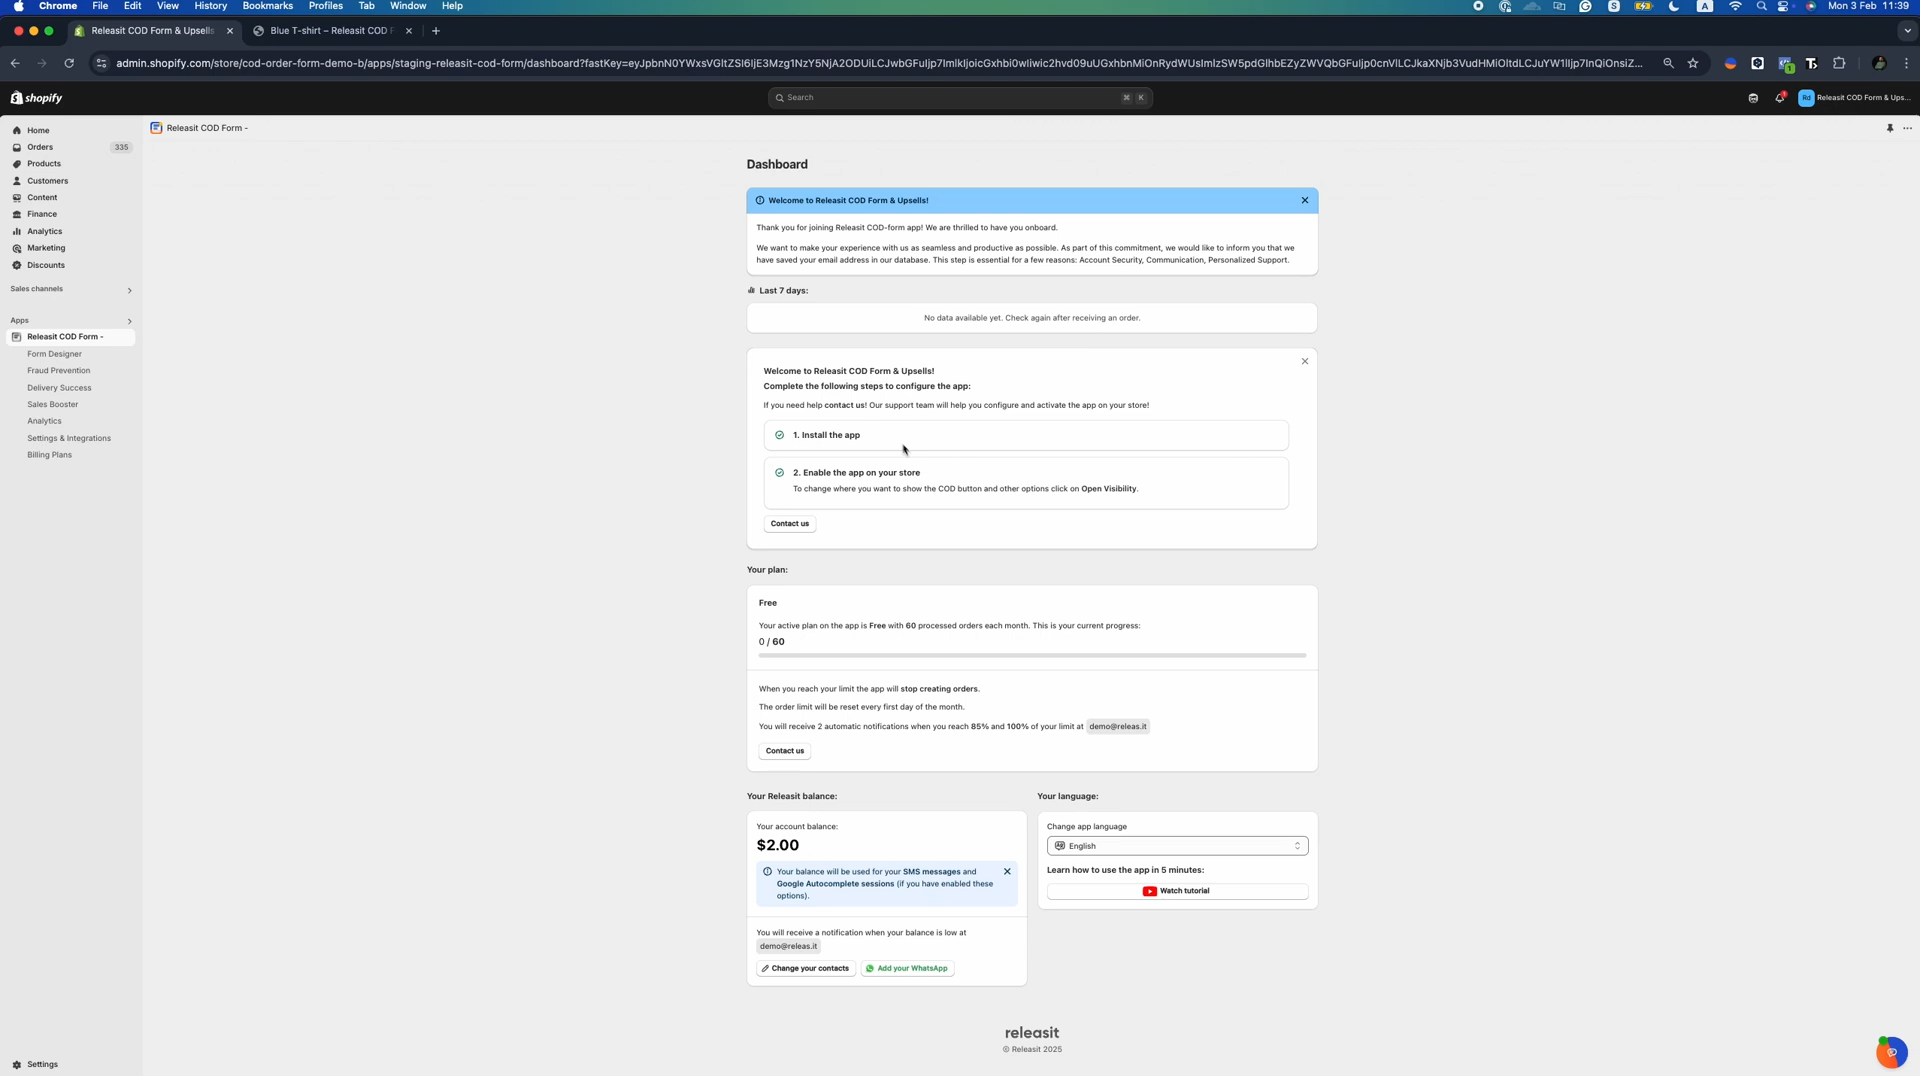 Chrome File Edit View History Bookmarks Profiles Tab Window Help
A Mon 3 Feb 11:39
Releasit COD Form & Upsells
Blue T-shirt – Releasit COD F
admin.shopify.com/store/cod-order-form-demo-b/apps/staging-releasit-cod-form/dashboard?
shopify
Search
⌘ K
Rd Releasit COD Form & Ups...
Home
Orders 335
Products
Customers
Content
Finance
Analytics
Marketing
Discounts
Sales channels
Apps
Releasit COD Form -
Form Designer
Fraud Prevention
Delivery Success
Sales Booster
Analytics
Settings & Integrations
Billing Plans
Settings
Releasit COD Form -
Dashboard
Welcome to Releasit COD Form & Upsells!
Thank you for joining Releasit COD-form app! We are thrilled to have you onboard.
We want to make your experience with us as seamless and productive as possible. As part of this commitment, we would like to inform you that we
have saved your email address in our database. This step is essential for a few reasons: Account Security, Communication, Personalized Support.
Last 7 days:
No data available yet. Check again after receiving an order.
Welcome to Releasit COD Form & Upsells!
Complete the following steps to configure the app:
If you need help contact us! Our support team will help you configure and activate the app on your store!
1. Install the app
2. Enable the app on your store
To change where you want to show the COD button and other options click on Open Visibility.
Contact us
Your plan:
Free
Your active plan on the app is Free with 60 processed orders each month. This is your current progress:
0 / 60
When you reach your limit the app will stop creating orders.
The order limit will be reset every first day of the month.
You will receive 2 automatic notifications when you reach 85% and 100% of your limit at demo@releas.it
Contact us
Your Releasit balance:
Your account balance:
$2.00
Your balance will be used for your SMS messages and
Google Autocomplete sessions (if you have enabled these
options).
You will receive a notification when your balance is low at
demo@releas.it
Change your contacts
Add your WhatsApp
Your language:
Change app language
English
Learn how to use the app in 5 minutes:
Watch tutorial
releasit
© Releasit 2025